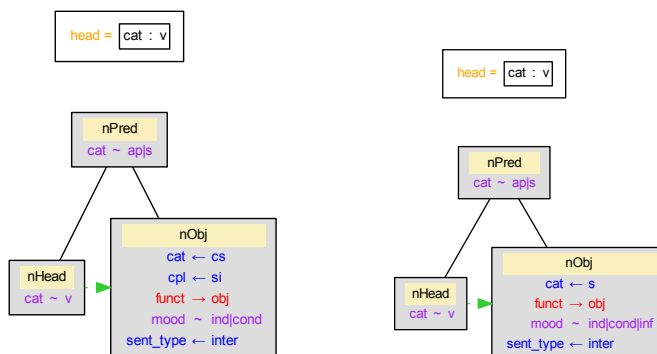 head = cat : v
nPred
cat ~ ap|s
nHead
cat ~ v
nObj
cat ← cs
cpl ← si
funct → obj
mood ~ ind|cond
sent_type ← inter
head = cat : v
nPred
cat ~ ap|s
nHead
cat ~ v
nObj
cat ← s
funct → obj
mood ~ ind|cond|inf
sent_type ← inter